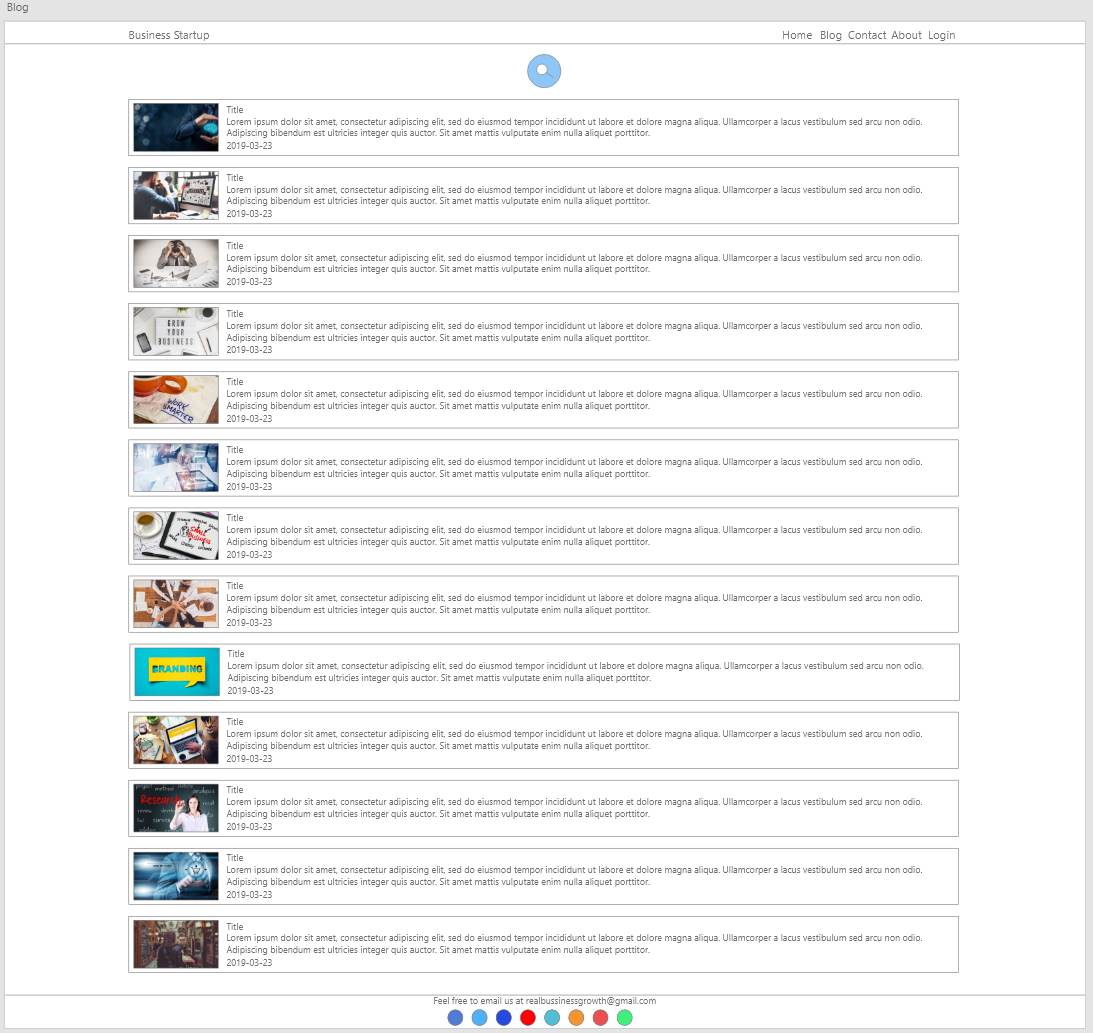 Blog
Business Startup
Home Blog Contact About Login
Title
Lorem ipsum dolor sit amet, consectetur adipiscing elit, sed do eiusmod tempor incididunt ut labore et dolore magna aliqua. Ullamcorper a lacus vestibulum sed arcu non odio.
Adipiscing bibendum est ultricies integer quis auctor. Sit amet mattis vulputate enim nulla aliquet porttitor.
2019-03-23
Title
Lorem ipsum dolor sit amet, consectetur adipiscing elit, sed do eiusmod tempor incididunt ut labore et dolore magna aliqua. Ullamcorper a lacus vestibulum sed arcu non odio.
Adipiscing bibendum est ultricies integer quis auctor. Sit amet mattis vulputate enim nulla aliquet porttitor.
2019-03-23
Title
Lorem ipsum dolor sit amet, consectetur adipiscing elit, sed do eiusmod tempor incididunt ut labore et dolore magna aliqua. Ullamcorper a lacus vestibulum sed arcu non odio.
Adipiscing bibendum est ultricies integer quis auctor. Sit amet mattis vulputate enim nulla aliquet porttitor.
2019-03-23
GROW
YOUR
BUSINESS
Title
Lorem ipsum dolor sit amet, consectetur adipiscing elit, sed do eiusmod tempor incididunt ut labore et dolore magna aliqua. Ullamcorper a lacus vestibulum sed arcu non odio.
Adipiscing bibendum est ultricies integer quis auctor. Sit amet mattis vulputate enim nulla aliquet porttitor.
2019-03-23
WORK
SMARTER
Title
Lorem ipsum dolor sit amet, consectetur adipiscing elit, sed do eiusmod tempor incididunt ut labore et dolore magna aliqua. Ullamcorper a lacus vestibulum sed arcu non odio.
Adipiscing bibendum est ultricies integer quis auctor. Sit amet mattis vulputate enim nulla aliquet porttitor.
2019-03-23
Title
Lorem ipsum dolor sit amet, consectetur adipiscing elit, sed do eiusmod tempor incididunt ut labore et dolore magna aliqua. Ullamcorper a lacus vestibulum sed arcu non odio.
Adipiscing bibendum est ultricies integer quis auctor. Sit amet mattis vulputate enim nulla aliquet porttitor.
2019-03-23
Title
Lorem ipsum dolor sit amet, consectetur adipiscing elit, sed do eiusmod tempor incididunt ut labore et dolore magna aliqua. Ullamcorper a lacus vestibulum sed arcu non odio.
Adipiscing bibendum est ultricies integer quis auctor. Sit amet mattis vulputate enim nulla aliquet porttitor.
2019-03-23
Title
Lorem ipsum dolor sit amet, consectetur adipiscing elit, sed do eiusmod tempor incididunt ut labore et dolore magna aliqua. Ullamcorper a lacus vestibulum sed arcu non odio.
Adipiscing bibendum est ultricies integer quis auctor. Sit amet mattis vulputate enim nulla aliquet porttitor.
2019-03-23
BRANDING
Title
Lorem ipsum dolor sit amet, consectetur adipiscing elit, sed do eiusmod tempor incididunt ut labore et dolore magna aliqua. Ullamcorper a lacus vestibulum sed arcu non odio.
Adipiscing bibendum est ultricies integer quis auctor. Sit amet mattis vulputate enim nulla aliquet porttitor.
2019-03-23
Title
Lorem ipsum dolor sit amet, consectetur adipiscing elit, sed do eiusmod tempor incididunt ut labore et dolore magna aliqua. Ullamcorper a lacus vestibulum sed arcu non odio.
Adipiscing bibendum est ultricies integer quis auctor. Sit amet mattis vulputate enim nulla aliquet porttitor.
2019-03-23
Research
Title
Lorem ipsum dolor sit amet, consectetur adipiscing elit, sed do eiusmod tempor incididunt ut labore et dolore magna aliqua. Ullamcorper a lacus vestibulum sed arcu non odio.
Adipiscing bibendum est ultricies integer quis auctor. Sit amet mattis vulputate enim nulla aliquet porttitor.
2019-03-23
Title
Lorem ipsum dolor sit amet, consectetur adipiscing elit, sed do eiusmod tempor incididunt ut labore et dolore magna aliqua. Ullamcorper a lacus vestibulum sed arcu non odio.
Adipiscing bibendum est ultricies integer quis auctor. Sit amet mattis vulputate enim nulla aliquet porttitor.
2019-03-23
Title
Lorem ipsum dolor sit amet, consectetur adipiscing elit, sed do eiusmod tempor incididunt ut labore et dolore magna aliqua. Ullamcorper a lacus vestibulum sed arcu non odio.
Adipiscing bibendum est ultricies integer quis auctor. Sit amet mattis vulputate enim nulla aliquet porttitor.
2019-03-23
Feel free to email us at realbussinessgrowth@gmail.com